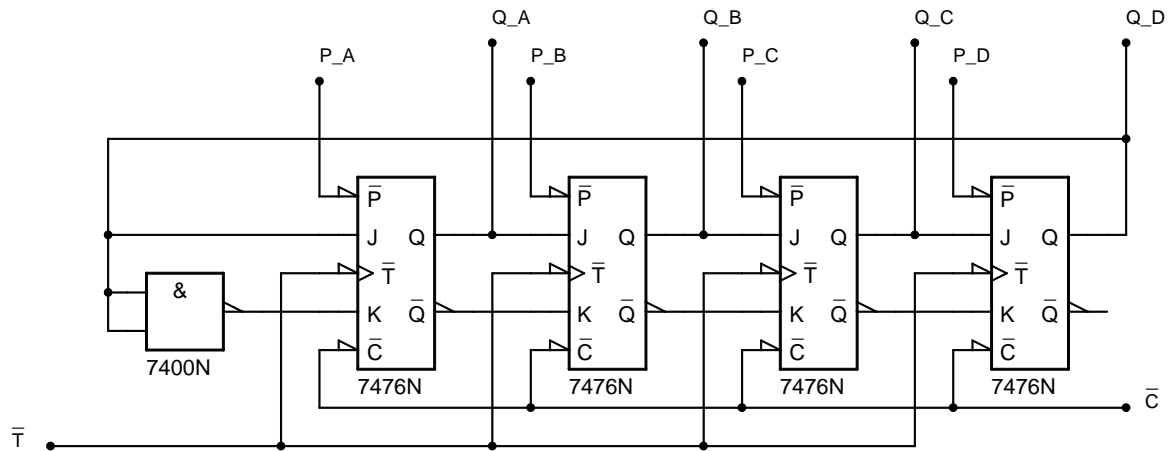 Q_A Q_B Q_C Q_D
P_A P_B P_C P_D
P̅ P̅ P̅ P̅
J Q J Q J Q J Q
& T̅ T̅ T̅ T̅
K Q̅ K Q̅ K Q̅ K Q̅
C̅ C̅ C̅ C̅
7400N 7476N 7476N 7476N 7476N
C̅
T̅